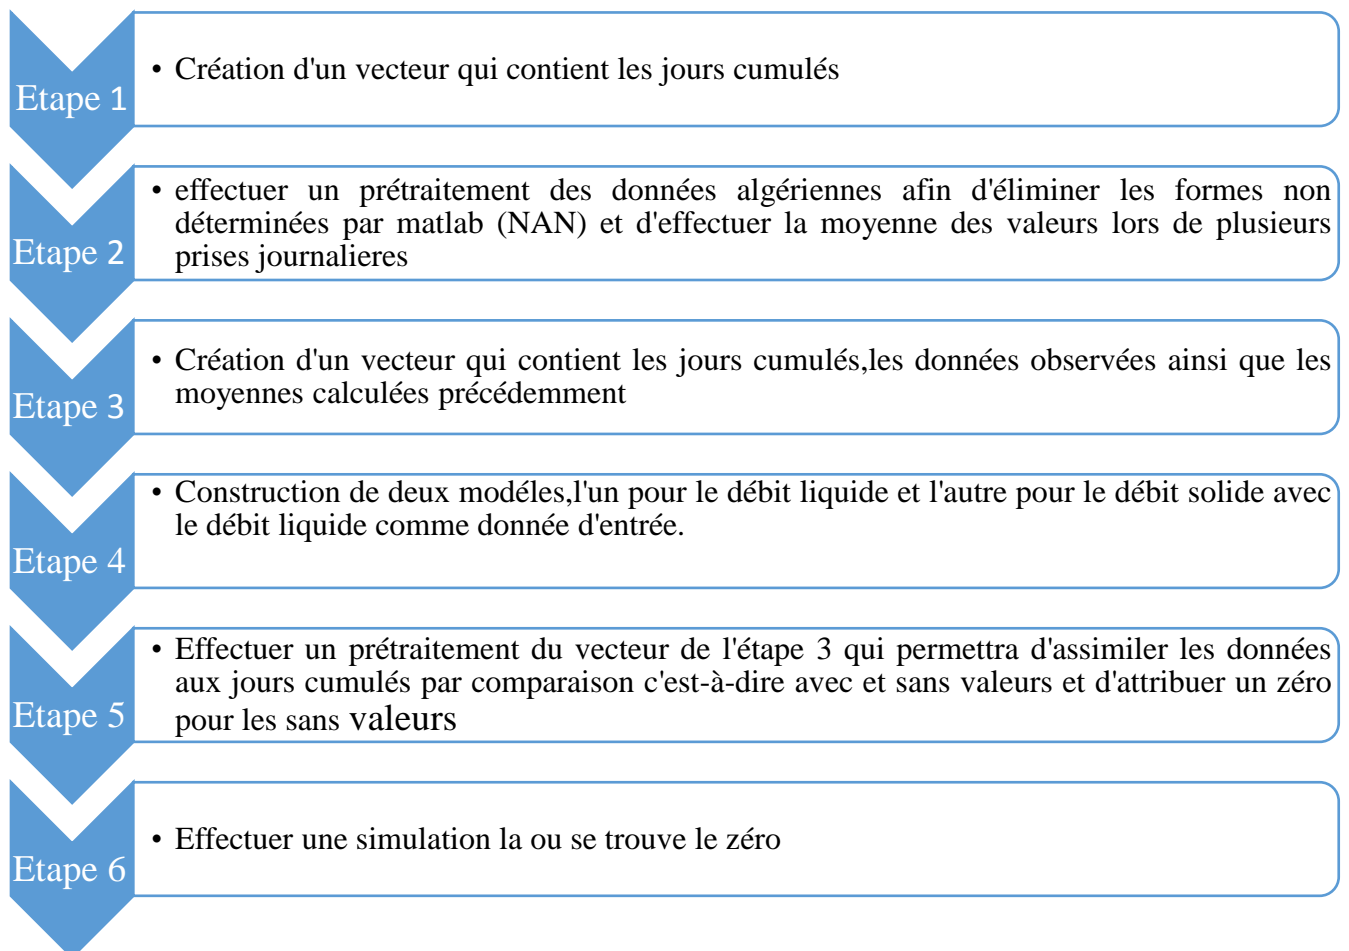 Etape 1
• Création d'un vecteur qui contient les jours cumulés
Etape 2
• effectuer un prétraitement des données algériennes afin d'éliminer les formes non
déterminées par matlab (NAN) et d'effectuer la moyenne des valeurs lors de plusieurs
prises journalieres
Etape 3
• Création d'un vecteur qui contient les jours cumulés,les données observées ainsi que les
moyennes calculées précédemment
Etape 4
• Construction de deux modéles,l'un pour le débit liquide et l'autre pour le débit solide avec
le débit liquide comme donnée d'entrée.
Etape 5
• Effectuer un prétraitement du vecteur de l'étape 3 qui permettra d'assimiler les données
aux jours cumulés par comparaison c'est-à-dire avec et sans valeurs et d'attribuer un zéro
pour les sans valeurs
Etape 6
• Effectuer une simulation la ou se trouve le zéro